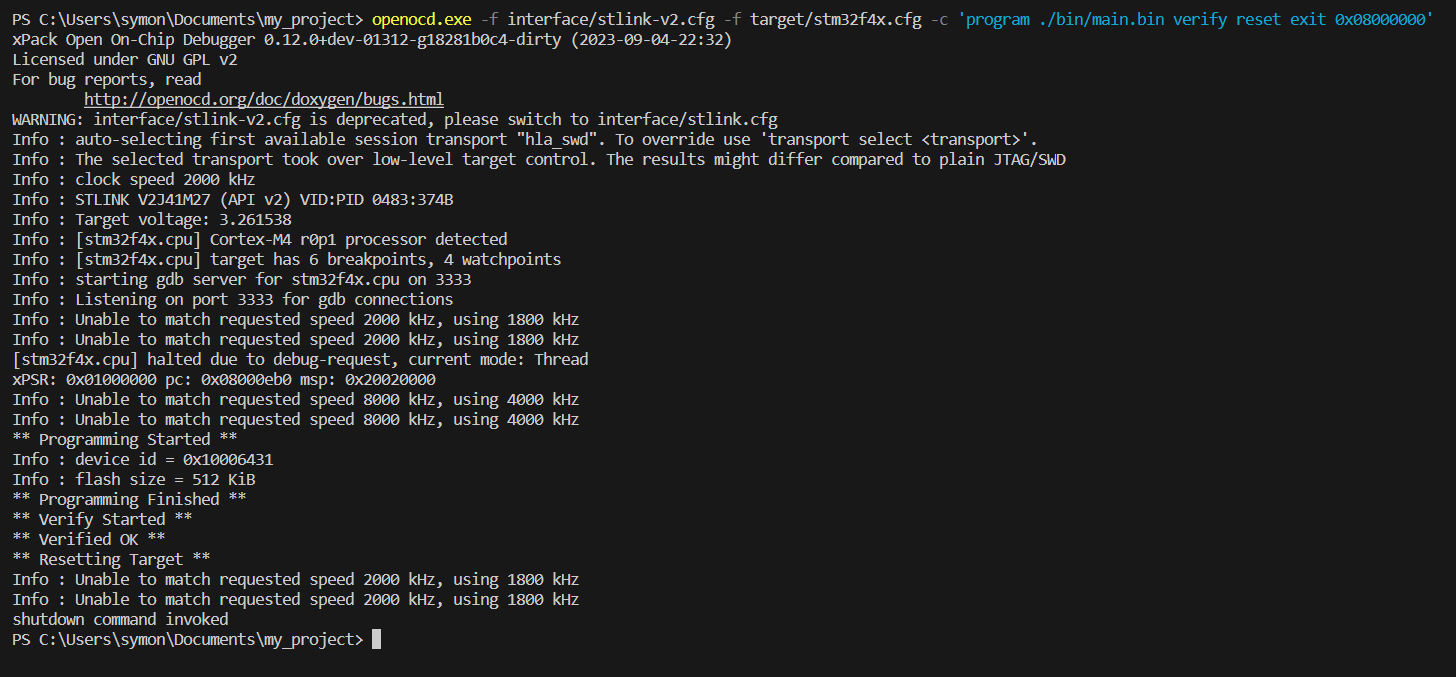 PS C:\Users\symon\Documents\my_project> openocd.exe -f interface/stlink-v2.cfg -f target/stm32f4x.cfg -c 'program ./bin/main.bin verify reset exit 0x08000000'
xPack Open On-Chip Debugger 0.12.0+dev-01312-g18281b0c4-dirty (2023-09-04-22:32)
Licensed under GNU GPL v2
For bug reports, read
http://openocd.org/doc/doxygen/bugs.html
WARNING: interface/stlink-v2.cfg is deprecated, please switch to interface/stlink.cfg
Info : auto-selecting first available session transport "hla_swd". To override use 'transport select <transport>'.
Info : The selected transport took over low-level target control. The results might differ compared to plain JTAG/SWD
Info : clock speed 2000 kHz
Info : STLINK V2J41M27 (API v2) VID:PID 0483:374B
Info : Target voltage: 3.261538
Info : [stm32f4x.cpu] Cortex-M4 r0p1 processor detected
Info : [stm32f4x.cpu] target has 6 breakpoints, 4 watchpoints
Info : starting gdb server for stm32f4x.cpu on 3333
Info : Listening on port 3333 for gdb connections
Info : Unable to match requested speed 2000 kHz, using 1800 kHz
Info : Unable to match requested speed 2000 kHz, using 1800 kHz
[stm32f4x.cpu] halted due to debug-request, current mode: Thread
xPSR: 0x01000000 pc: 0x08000eb0 msp: 0x20020000
Info : Unable to match requested speed 8000 kHz, using 4000 kHz
Info : Unable to match requested speed 8000 kHz, using 4000 kHz
** Programming Started **
Info : device id = 0x10006431
Info : flash size = 512 KiB
** Programming Finished **
** Verify Started **
** Verified OK **
** Resetting Target **
Info : Unable to match requested speed 2000 kHz, using 1800 kHz
Info : Unable to match requested speed 2000 kHz, using 1800 kHz
shutdown command invoked
PS C:\Users\symon\Documents\my_project>